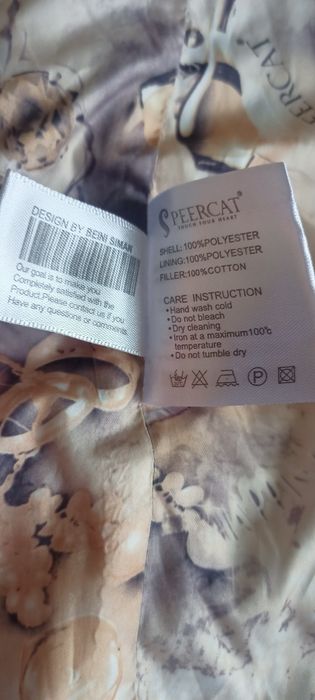 DESIGN BY BEINI SIMAN
Our goal is to make you
Completely satisfied with the
Product.Please contact us if you
Have any questions or comments.
SPEERCAT
TOUCH YOUR HEART
SHELL:100%POLYESTER
LINING:100%POLYESTER
FILLER:100%COTTON
CARE INSTRUCTION
• Hand wash cold
• Do not bleach
• Dry cleaning
• Iron at a maximum100℃
temperature
• Do not tumble dry
P
ERCAT